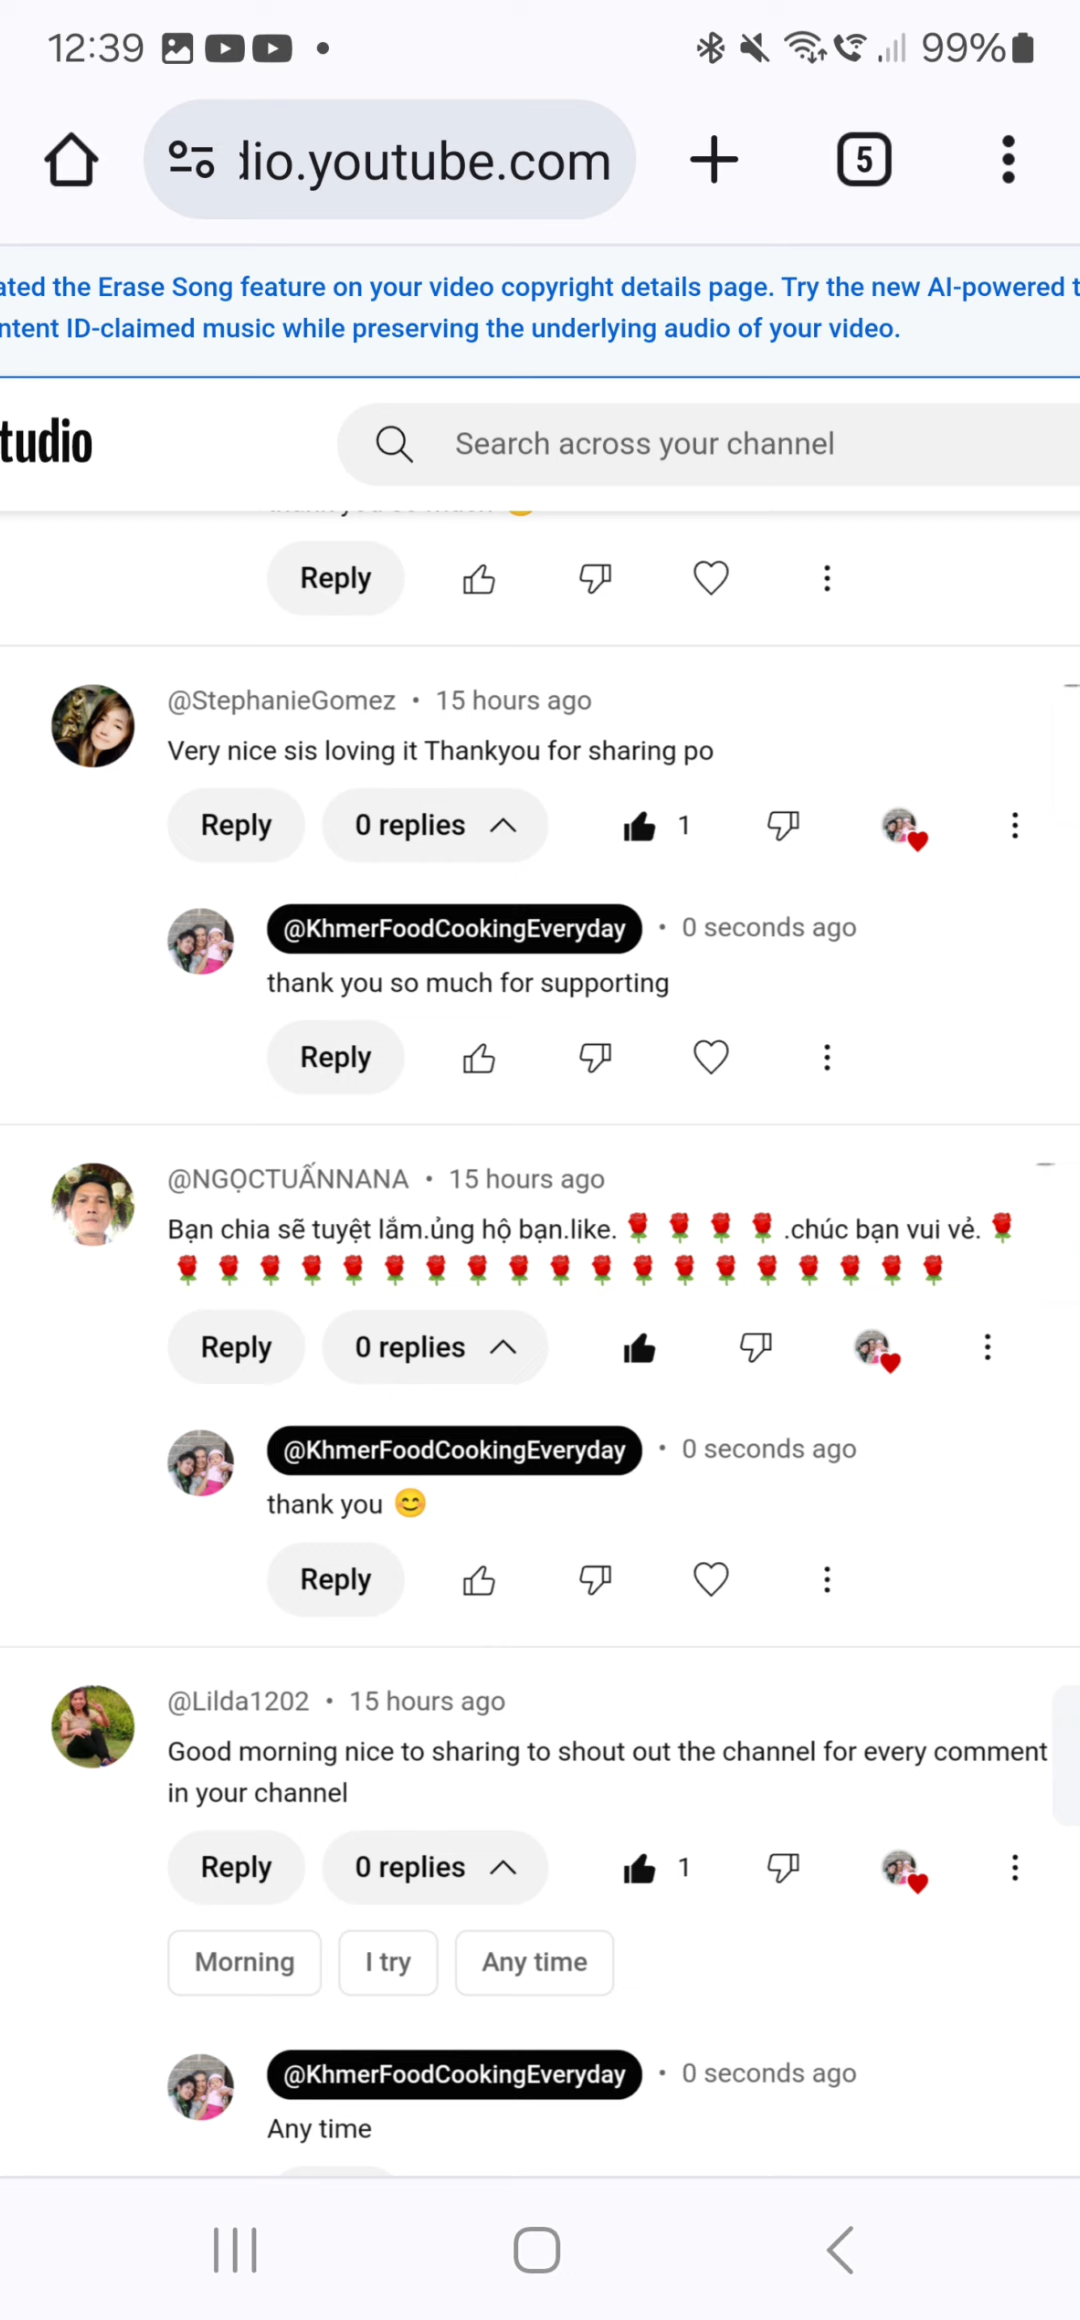 12:39
99%
dio.youtube.com
5
ated the Erase Song feature on your video copyright details page. Try the new AI-powered t
ntent ID-claimed music while preserving the underlying audio of your video.
tudio
Search across your channel
Reply
@StephanieGomez • 15 hours ago
Very nice sis loving it Thankyou for sharing po
Reply
0 replies
1
@KhmerFoodCookingEveryday • 0 seconds ago
thank you so much for supporting
Reply
@NGỌCTUẤNNANA • 15 hours ago
Bạn chia sẽ tuyệt lắm.ủng hộ bạn.like. 🌹 🌹 🌹 🌹 .chúc bạn vui vẻ. 🌹
🌹 🌹 🌹 🌹 🌹 🌹 🌹 🌹 🌹 🌹 🌹 🌹 🌹 🌹 🌹 🌹 🌹 🌹 🌹
Reply
0 replies
@KhmerFoodCookingEveryday • 0 seconds ago
thank you 😊
Reply
@Lilda1202 • 15 hours ago
Good morning nice to sharing to shout out the channel for every comment
in your channel
Reply
0 replies
1
Morning
I try
Any time
@KhmerFoodCookingEveryday • 0 seconds ago
Any time